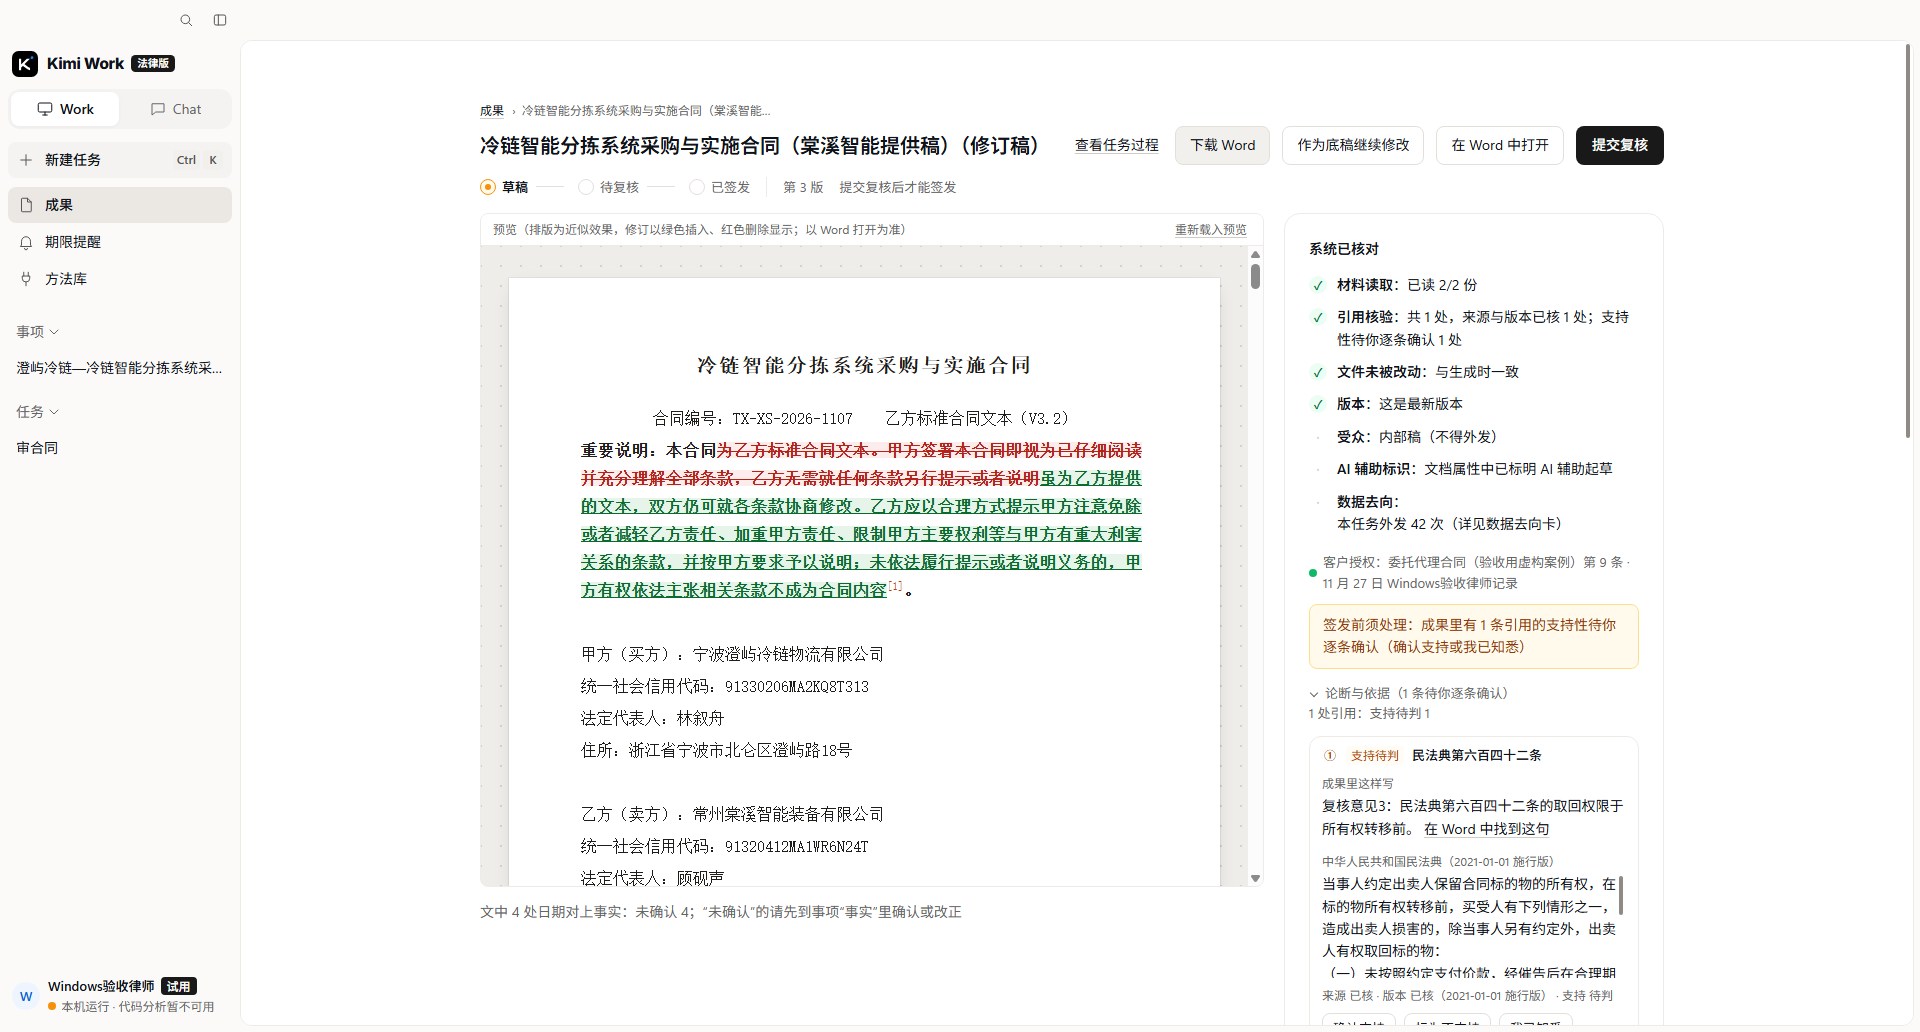 Kimi Work 法律版
Work
Chat
新建任务 Ctrl K
成果
期限提醒
方法库
事项
澄屿冷链—冷链智能分拣系统采...
任务
审合同
Windows验收律师 试用
W
本机运行 · 代码分析暂不可用
成果 › 冷链智能分拣系统采购与实施合同（棠溪智能...
冷链智能分拣系统采购与实施合同（棠溪智能提供稿）（修订稿）
查看任务过程
下载 Word
作为底稿继续修改
在 Word 中打开
提交复核
草稿
待复核
已签发
第 3 版
提交复核后才能签发
预览（排版为近似效果，修订以绿色插入、红色删除显示；以 Word 打开为准）
重新载入预览
冷链智能分拣系统采购与实施合同
合同编号：TX-XS-2026-1107 乙方标准合同文本（V3.2）
重要说明：本合同为乙方标准合同文本。甲方签署本合同即视为已仔细阅读
并充分理解全部条款，乙方无需就任何条款另行提示或者说明虽为乙方提供
的文本，双方仍可就各条款协商修改。乙方应以合理方式提示甲方注意免除
或者减轻乙方责任、加重甲方责任、限制甲方主要权利等与甲方有重大利害
关系的条款，并按甲方要求予以说明；未依法履行提示或者说明义务的，甲
方有权依法主张相关条款不成为合同内容[1]。
甲方（买方）：宁波澄屿冷链物流有限公司
统一社会信用代码：91330206MA2KQ8T313
法定代表人：林叙舟
住所：浙江省宁波市北仑区澄屿路18号
乙方（卖方）：常州棠溪智能装备有限公司
统一社会信用代码：91320412MA1WR6N24T
法定代表人：顾砚声
文中 4 处日期对上事实：未确认 4；“未确认”的请先到事项“事实”里确认或改正
系统已核对
材料读取：已读 2/2 份
引用核验：共 1 处，来源与版本已核 1 处；支持
性待你逐条确认 1 处
文件未被改动：与生成时一致
版本：这是最新版本
受众：内部稿（不得外发）
AI 辅助标识：文档属性中已标明 AI 辅助起草
数据去向：
本任务外发 42 次（详见数据去向卡）
客户授权：委托代理合同（验收用虚构案例）第 9 条 ·
11 月 27 日 Windows验收律师记录
签发前须处理：成果里有 1 条引用的支持性待你
逐条确认（确认支持或我已知悉）
论断与依据（1 条待你逐条确认）
1 处引用：支持待判 1
① 支持待判 民法典第六百四十二条
成果里这样写
复核意见3：民法典第六百四十二条的取回权限于
所有权转移前。 在 Word 中找到这句
中华人民共和国民法典（2021-01-01 施行版）
当事人约定出卖人保留合同标的物的所有权，在
标的物所有权转移前，买受人有下列情形之一，
造成出卖人损害的，除当事人另有约定外，出卖
人有权取回标的物：
（一）未按照约定支付价款，经催告后在合理期
来源 已核 · 版本 已核（2021-01-01 施行版） · 支持 待判